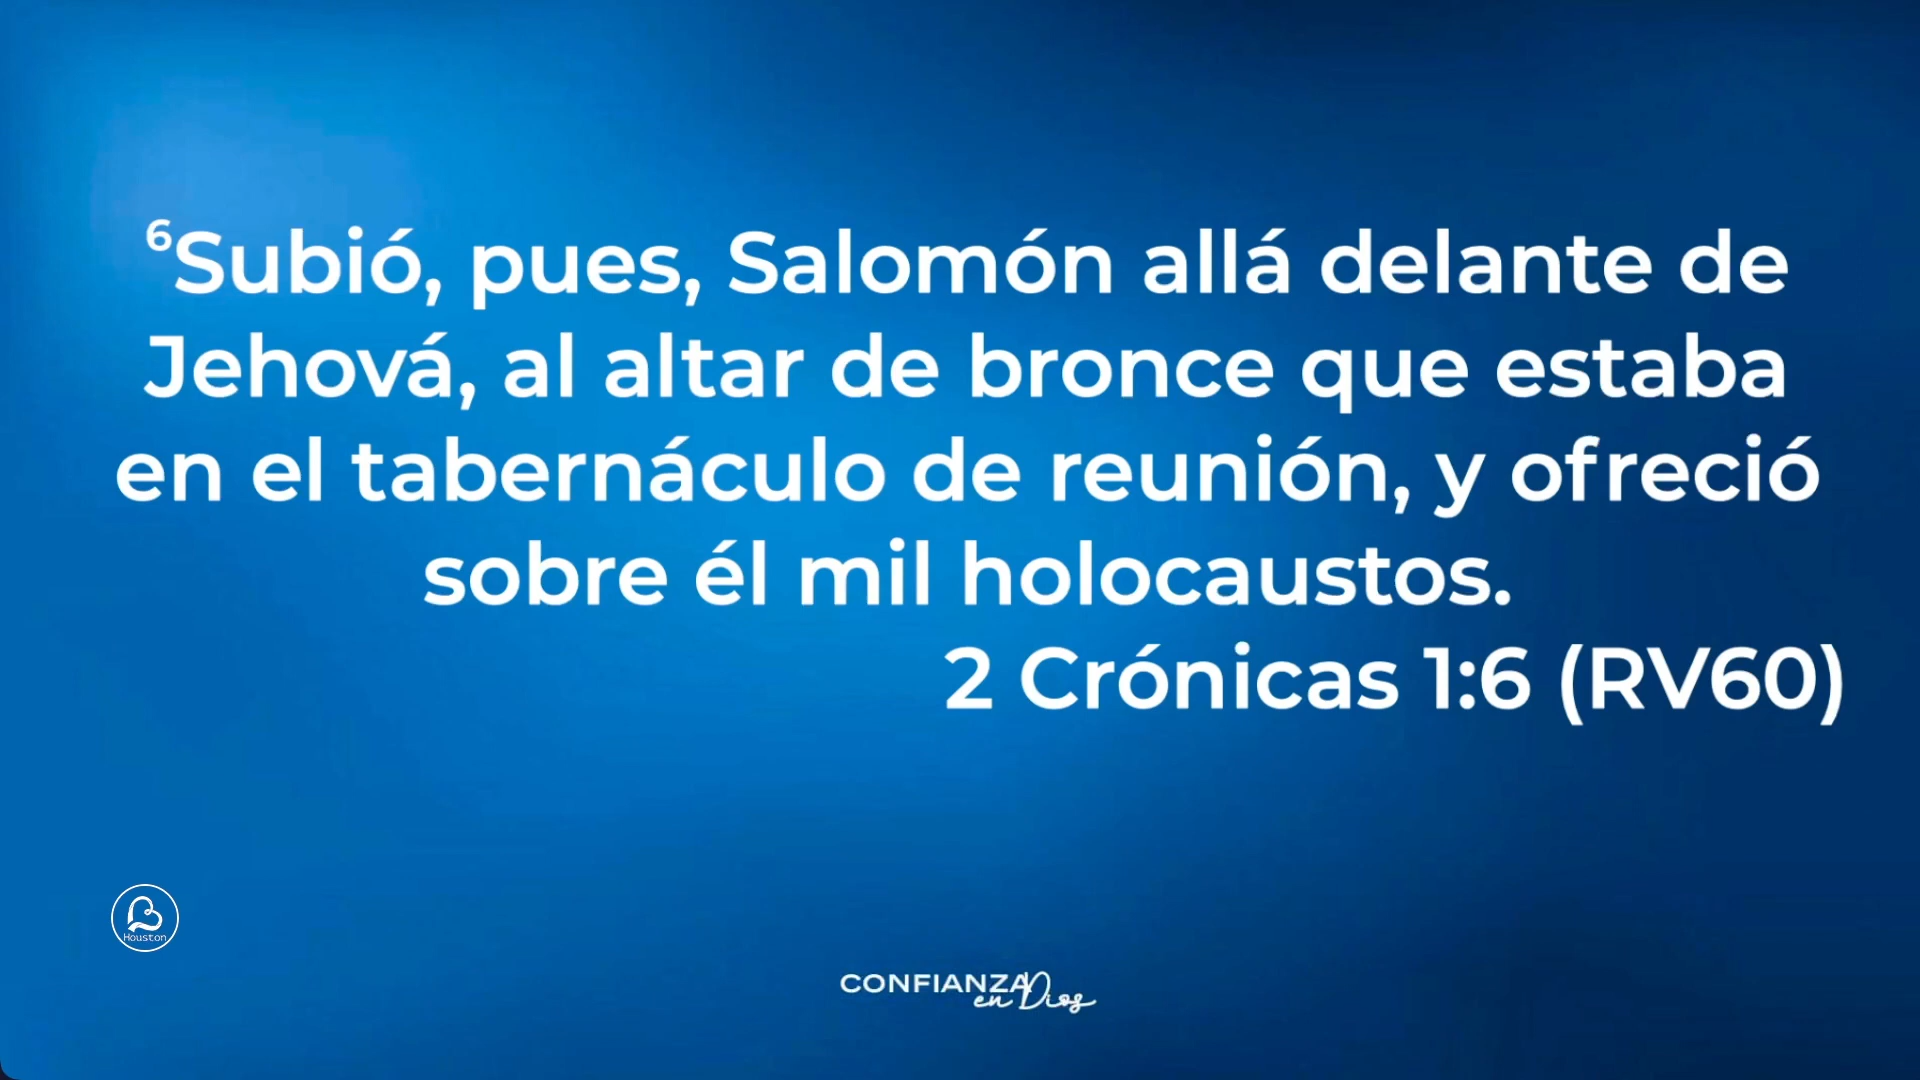 ⁶Subió, pues, Salomón allá delante de
Jehová, al altar de bronce que estaba
en el tabernáculo de reunión, y ofreció
sobre él mil holocaustos.
2 Crónicas 1:6 (RV60)
Houston
CONFIANZA
en Dios